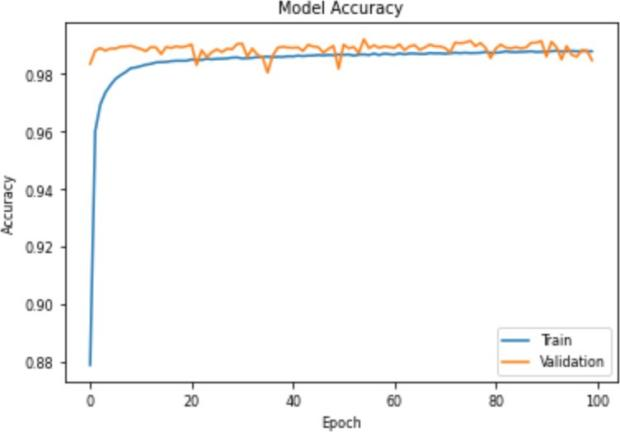 Model Accuracy
0.98
0.96
0.94
0.92
0.90
0.88
Accuracy
0 20 40 60 80 100
Epoch
Train
Validation